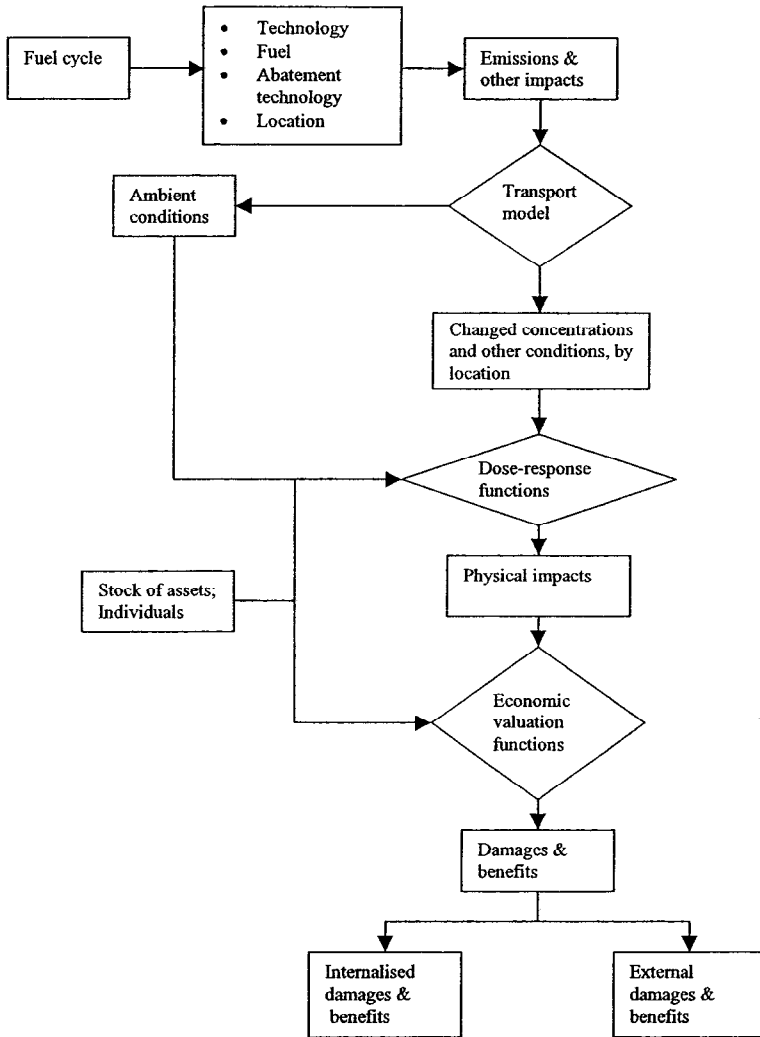 Fuel cycle
• Technology
• Fuel
• Abatement
technology
• Location
Emissions &
other impacts
Ambient
conditions
Transport
model
Changed concentrations
and other conditions, by
location
Dose-response
functions
Stock of assets;
Individuals
Physical impacts
Economic
valuation
functions
Damages &
benefits
Internalised
damages &
benefits
External
damages &
benefits